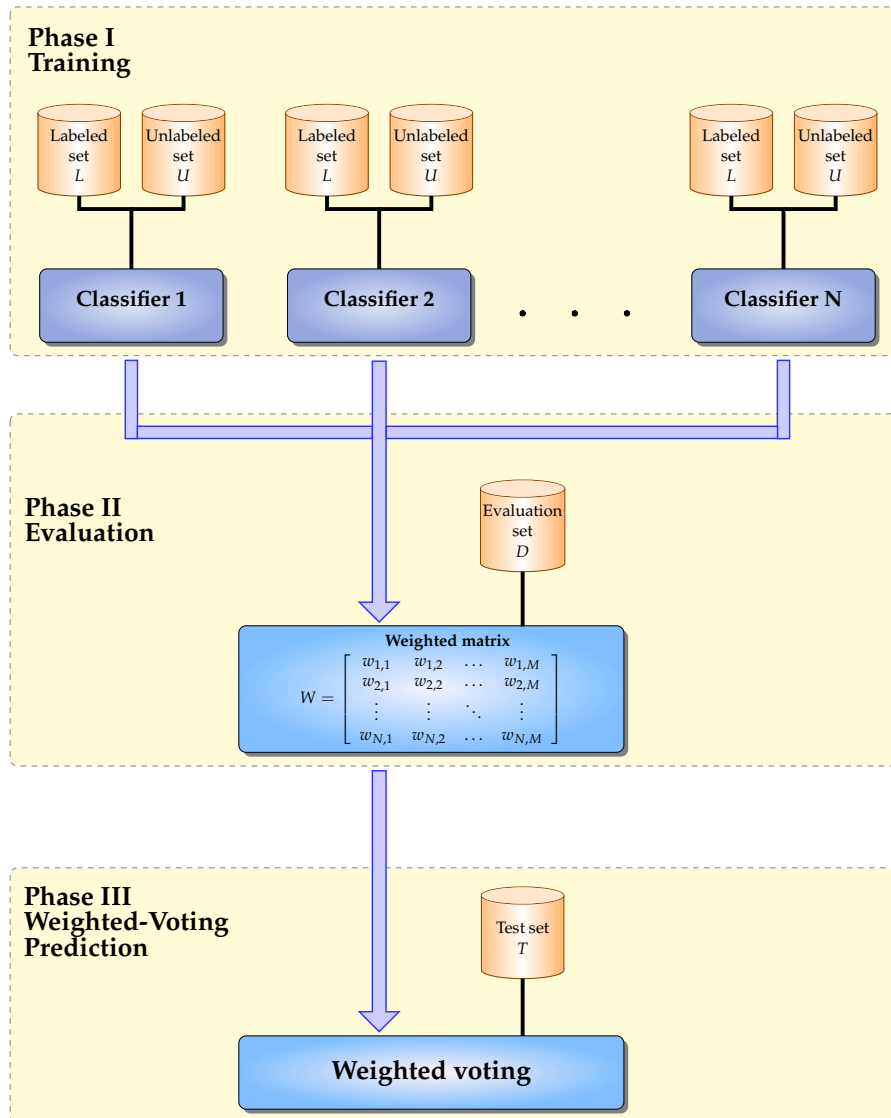 Phase I
Training
Labeled
set
L
Unlabeled
set
U
Labeled
set
L
Unlabeled
set
U
Labeled
set
L
Unlabeled
set
U
Classifier 1
Classifier 2
. . .
Classifier N
Phase II
Evaluation
Evaluation
set
D
Weighted matrix
W = [ w1,1 w1,2 … w1,M
w2,1 w2,2 … w2,M
⋮ ⋮ ⋱ ⋮
wN,1 wN,2 … wN,M ]
Phase III
Weighted-Voting
Prediction
Test set
T
Weighted voting